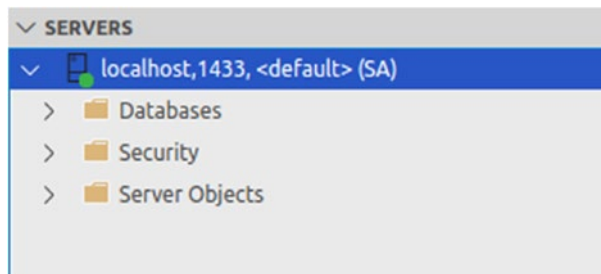 SERVERS
localhost,1433, <default> (SA)
Databases
Security
Server Objects